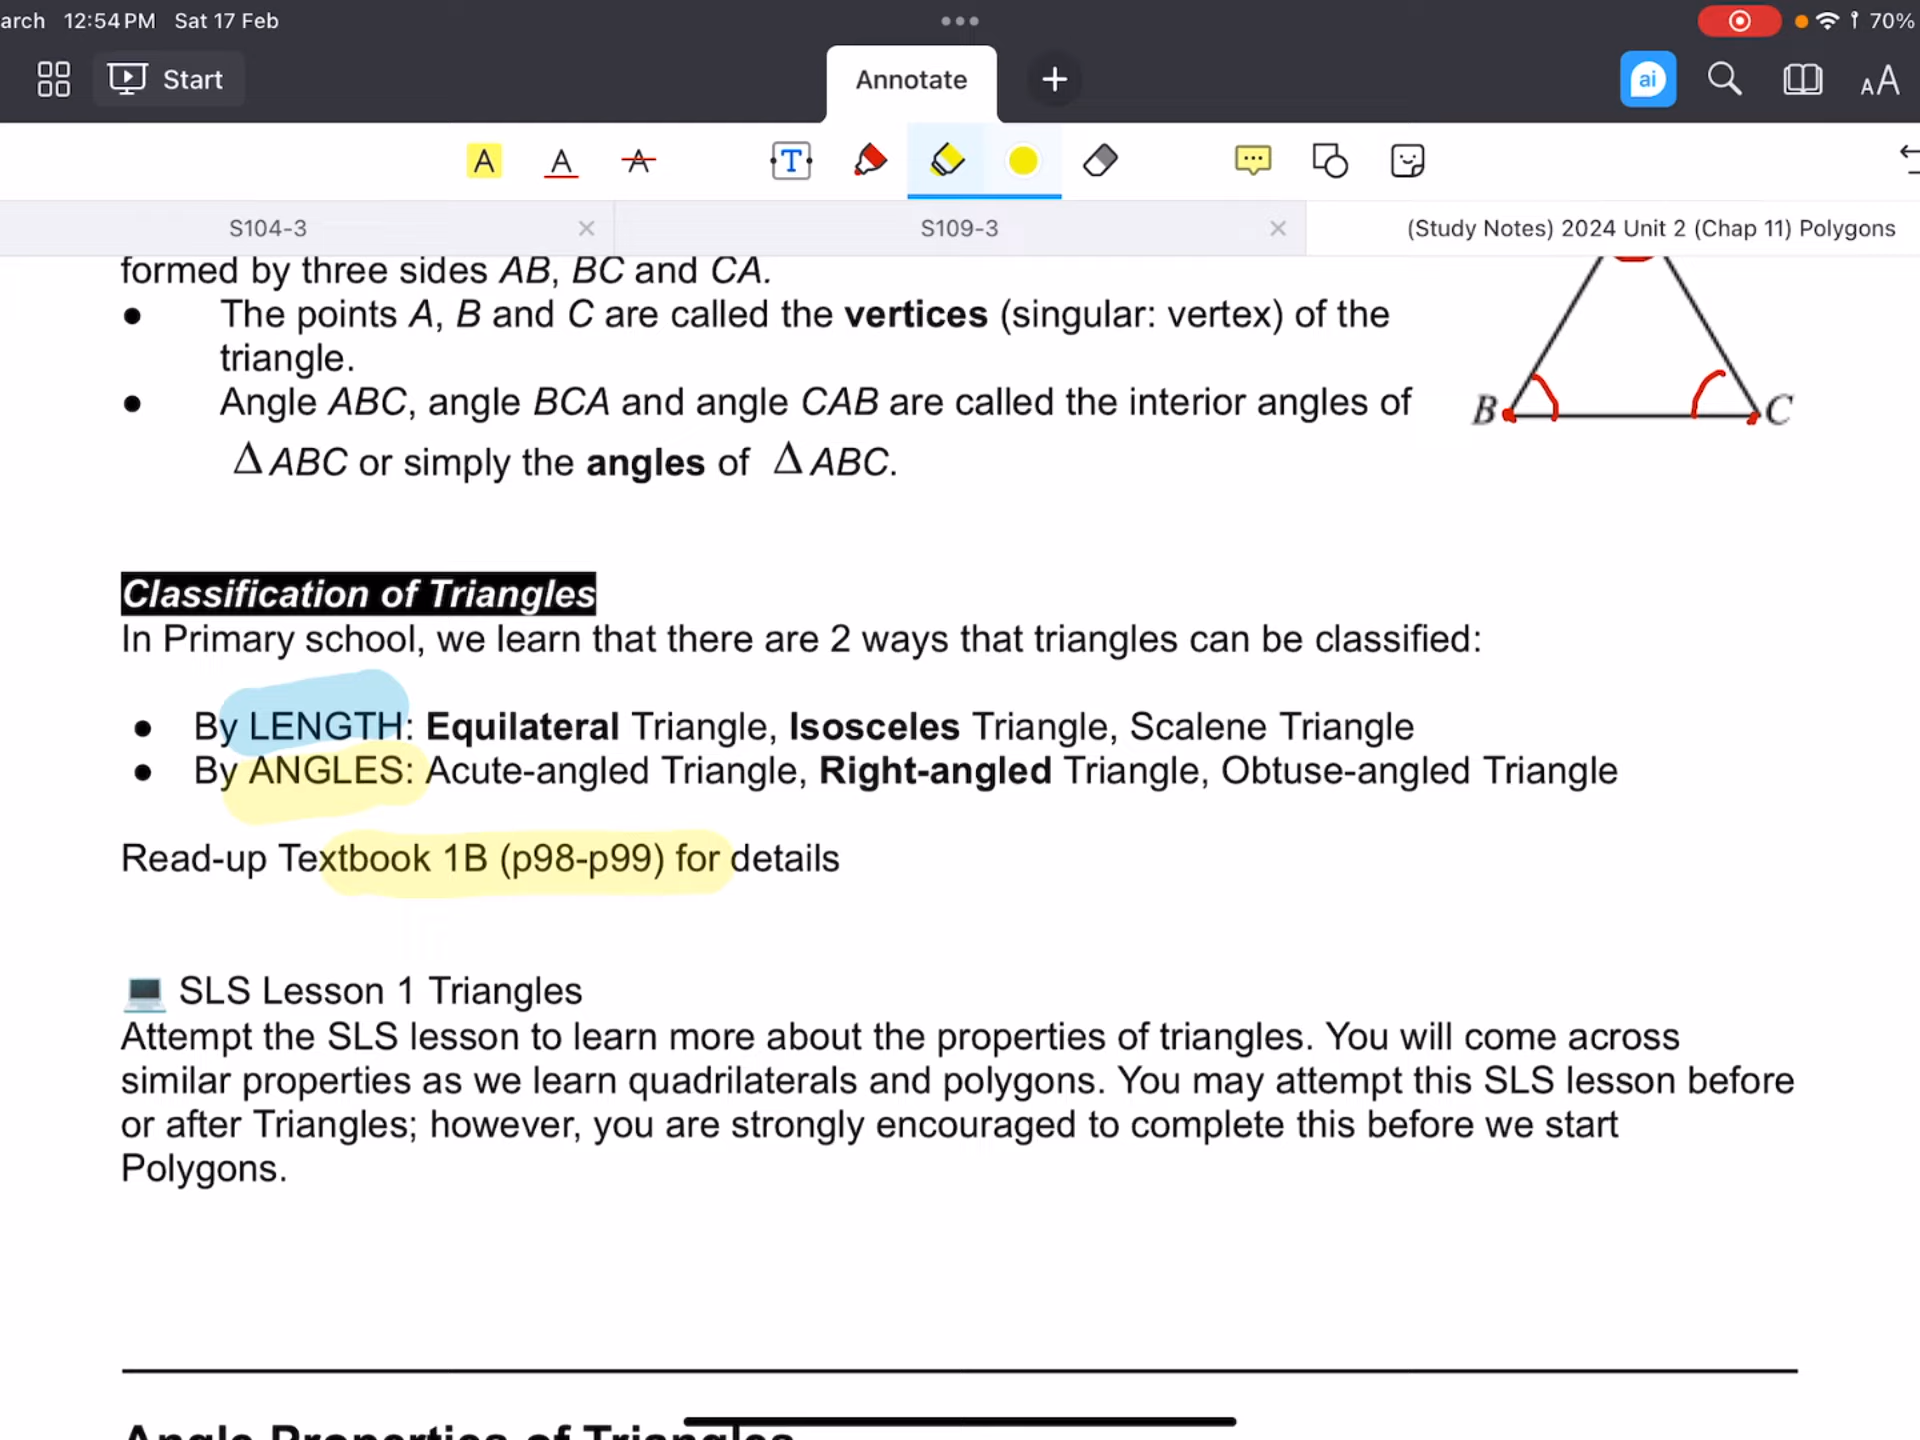 arch 12:54 PM Sat 17 Feb
70%
Start
Annotate
ai
AA
A A A T
S104-3
S109-3
(Study Notes) 2024 Unit 2 (Chap 11) Polygons
formed by three sides AB, BC and CA.
● The points A, B and C are called the vertices (singular: vertex) of the
triangle.
● Angle ABC, angle BCA and angle CAB are called the interior angles of
Δ ABC or simply the angles of Δ ABC.
B C
Classification of Triangles
In Primary school, we learn that there are 2 ways that triangles can be classified:
● By LENGTH: Equilateral Triangle, Isosceles Triangle, Scalene Triangle
● By ANGLES: Acute-angled Triangle, Right-angled Triangle, Obtuse-angled Triangle
Read-up Textbook 1B (p98-p99) for details
💻 SLS Lesson 1 Triangles
Attempt the SLS lesson to learn more about the properties of triangles. You will come across
similar properties as we learn quadrilaterals and polygons. You may attempt this SLS lesson before
or after Triangles; however, you are strongly encouraged to complete this before we start
Polygons.
Angle Properties of Triangles